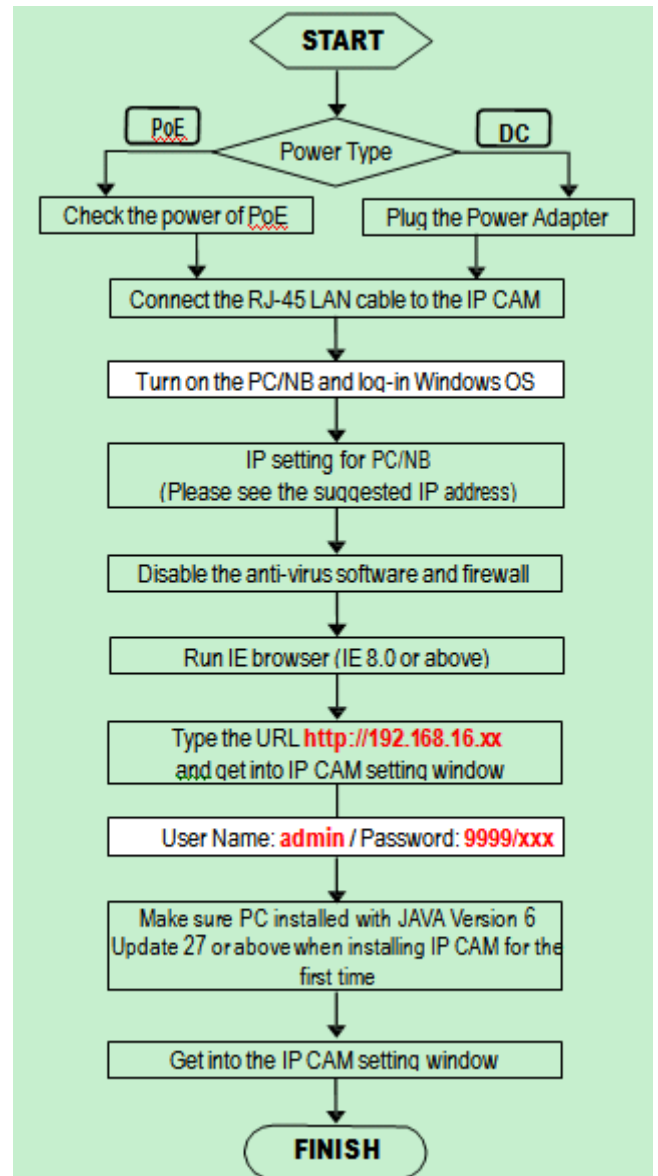 START
PoE
DC
Power Type
Check the power of PoE
Plug the Power Adapter
Connect the RJ-45 LAN cable to the IP CAM
Turn on the PC/NB and log-in Windows OS
IP setting for PC/NB
(Please see the suggested IP address)
Disable the anti-virus software and firewall
Run IE browser (IE 8.0 or above)
Type the URL http://192.168.16.xx
and get into IP CAM setting window
User Name: admin / Password: 9999/xxx
Make sure PC installed with JAVA Version 6
Update 27 or above when installing IP CAM for the
first time
Get into the IP CAM setting window
FINISH